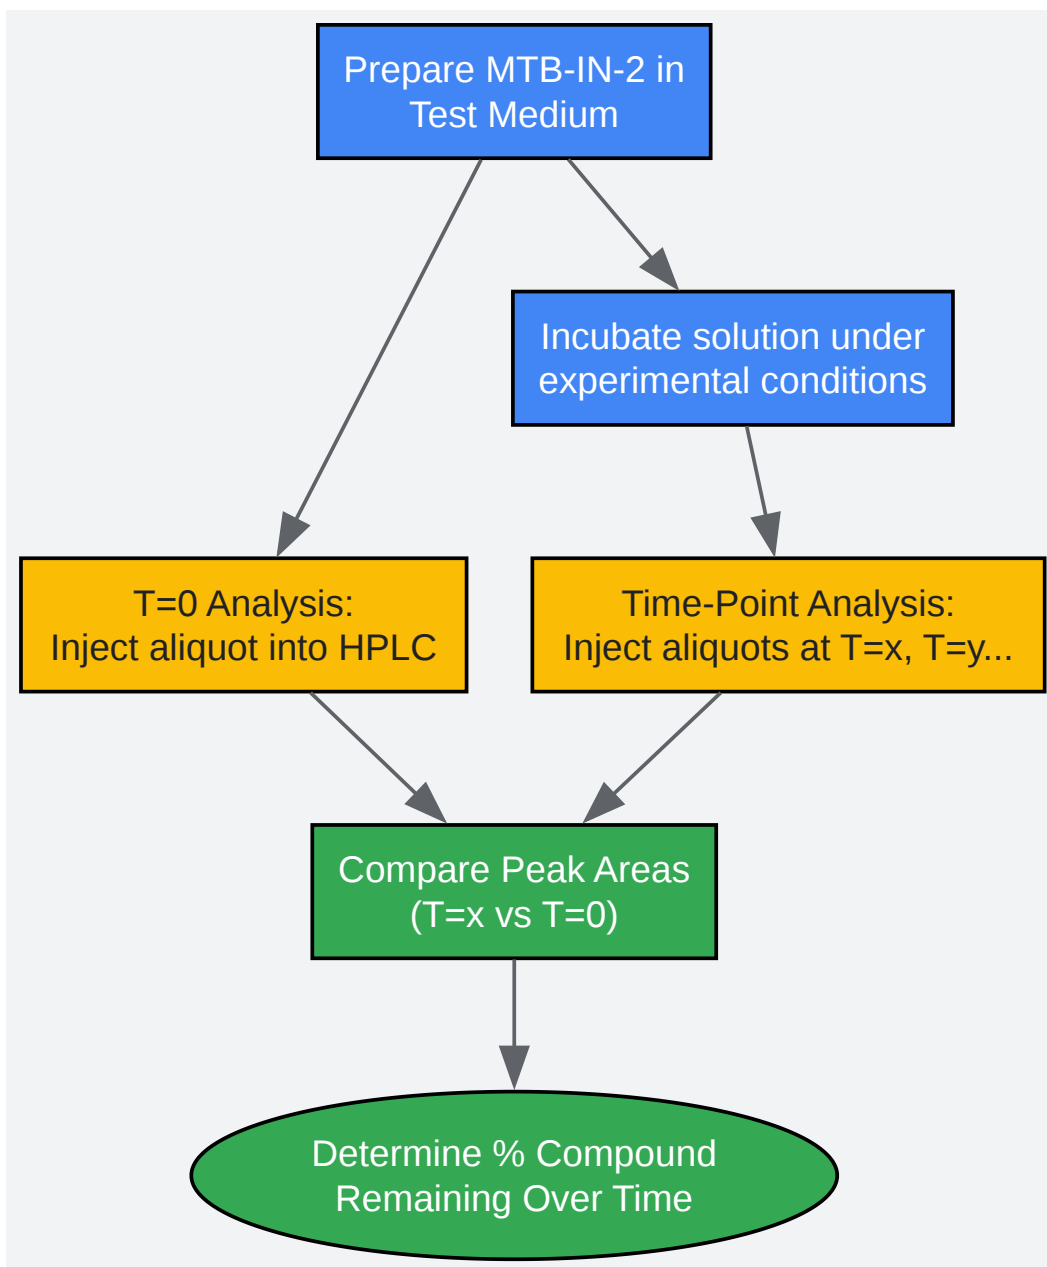 Prepare MTB-IN-2 in
Test Medium
Incubate solution under
experimental conditions
T=0 Analysis:
Inject aliquot into HPLC
Time-Point Analysis:
Inject aliquots at T=x, T=y...
Compare Peak Areas
(T=x vs T=0)
Determine % Compound
Remaining Over Time